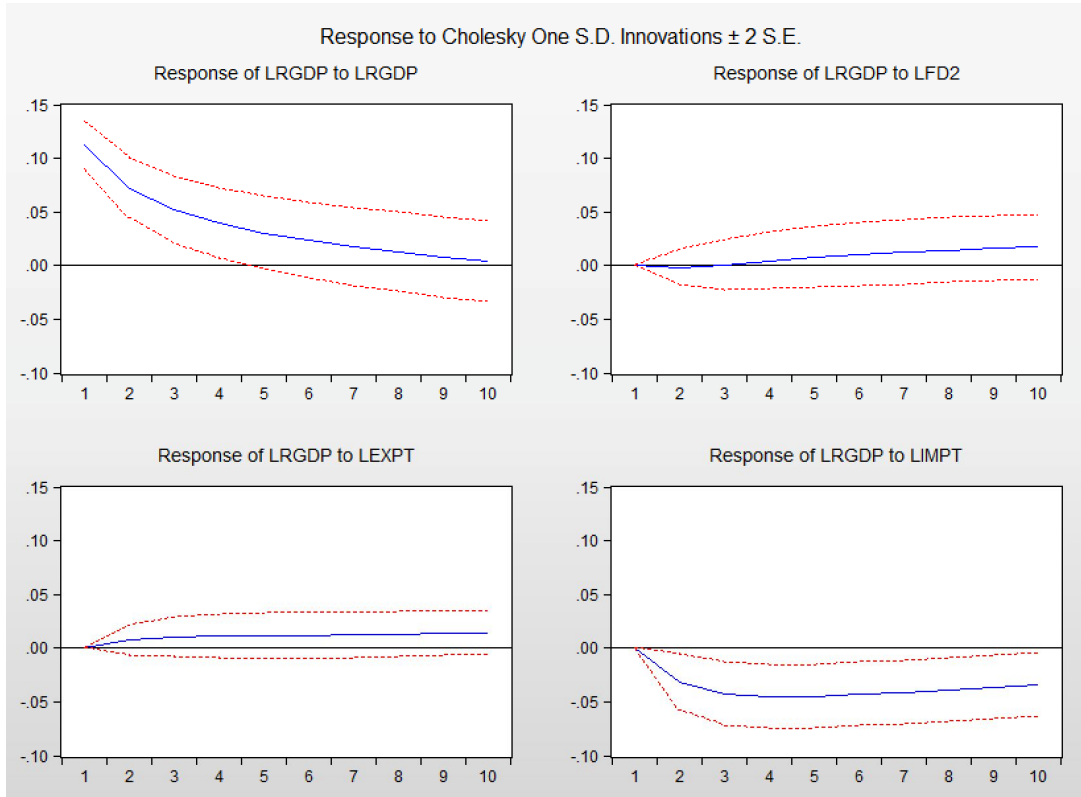 Response to Cholesky One S.D. Innovations ± 2 S.E.
Response of LRGDP to LRGDP
.15
.10
.05
.00
-.05
-.10
1 2 3 4 5 6 7 8 9 10
Response of LRGDP to LFD2
.15
.10
.05
.00
-.05
-.10
1 2 3 4 5 6 7 8 9 10
Response of LRGDP to LEXPT
.15
.10
.05
.00
-.05
-.10
1 2 3 4 5 6 7 8 9 10
Response of LRGDP to LIMPT
.15
.10
.05
.00
-.05
-.10
1 2 3 4 5 6 7 8 9 10